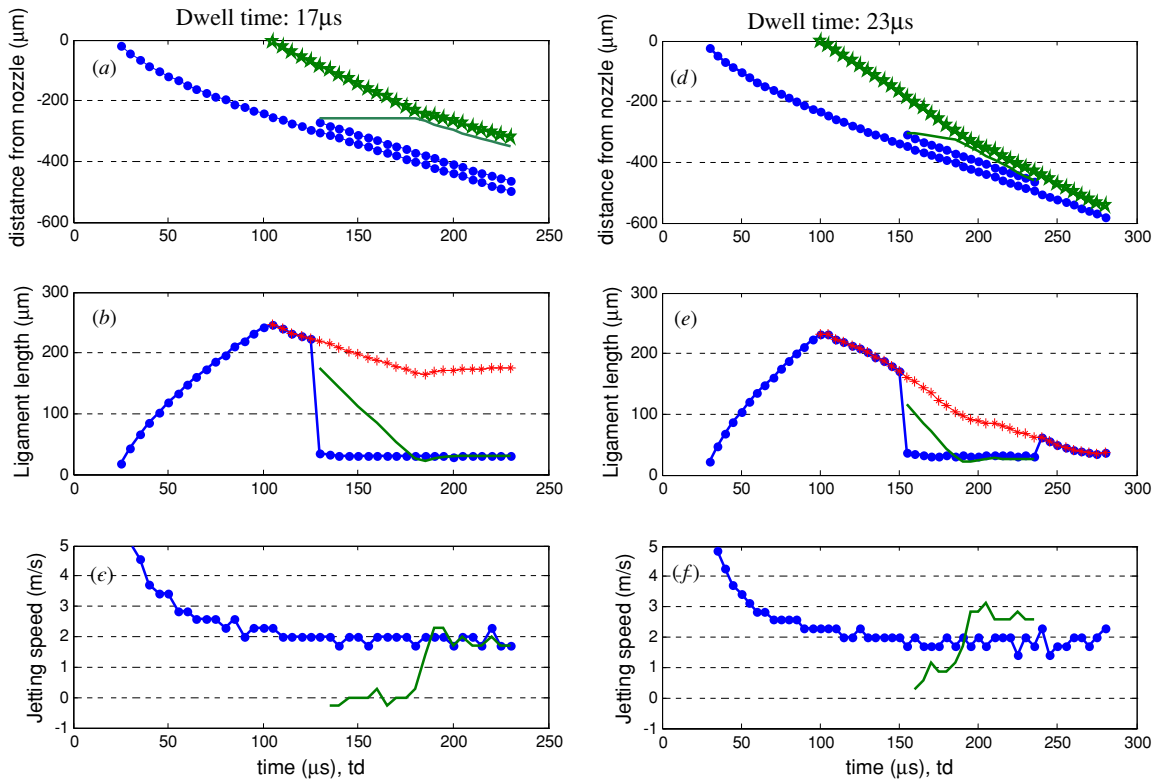 Dwell time: 17μs
distatnce from nozzle (μm)
0
-200
-400
-600
(a)
0 50 100 150 200 250
Ligament length (μm)
300
200
100
0
(b)
0 50 100 150 200 250
Jetting speed (m/s)
5
4
3
2
1
0
-1
(c)
0 50 100 150 200 250
time (μs), td
Dwell time: 23μs
distance from nozzle (μm)
0
-200
-400
-600
(d)
0 50 100 150 200 250 300
Ligament length (μm)
300
200
100
0
(e)
0 50 100 150 200 250 300
Jetting speed (m/s)
5
4
3
2
1
0
-1
(f)
0 50 100 150 200 250 300
time (μs), td